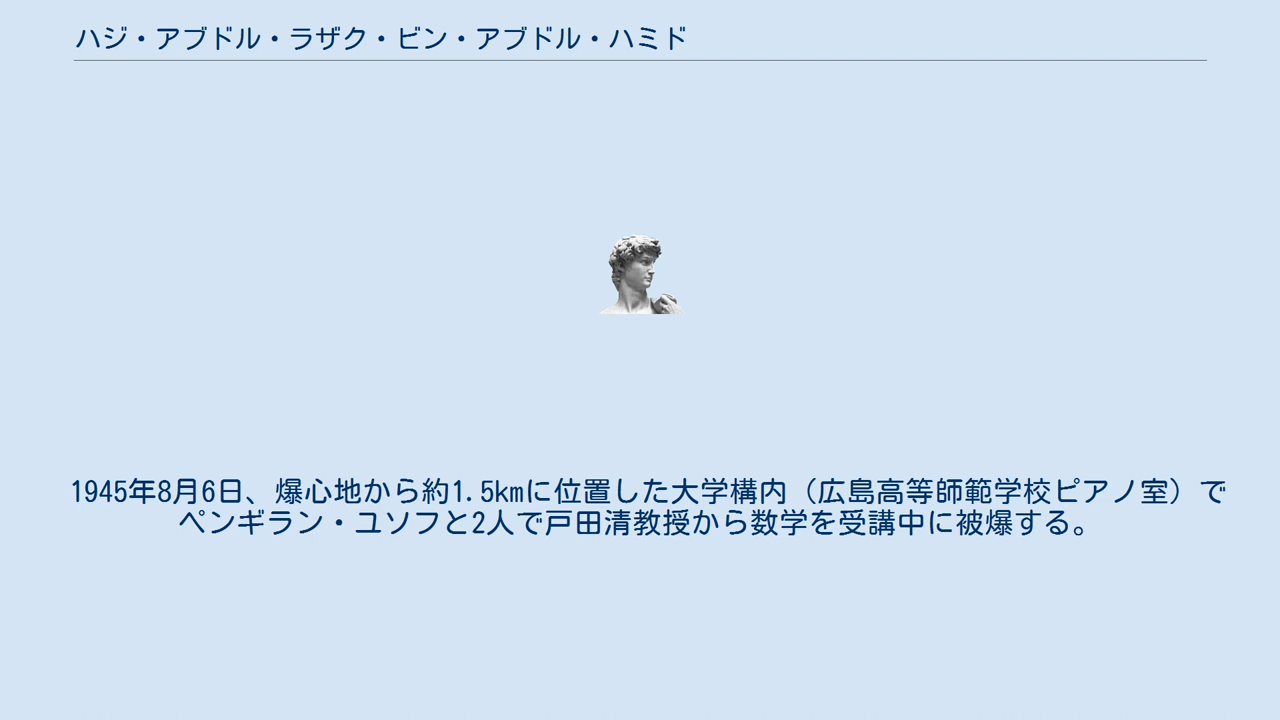 ハジ・アブドル・ラザク・ビン・アブドル・ハミド
1945年8月6日、爆心地から約1.5kmに位置した大学構内（広島高等師範学校ピアノ室）で
ペンギラン・ユソフと2人で戸田清教授から数学を受講中に被爆する。